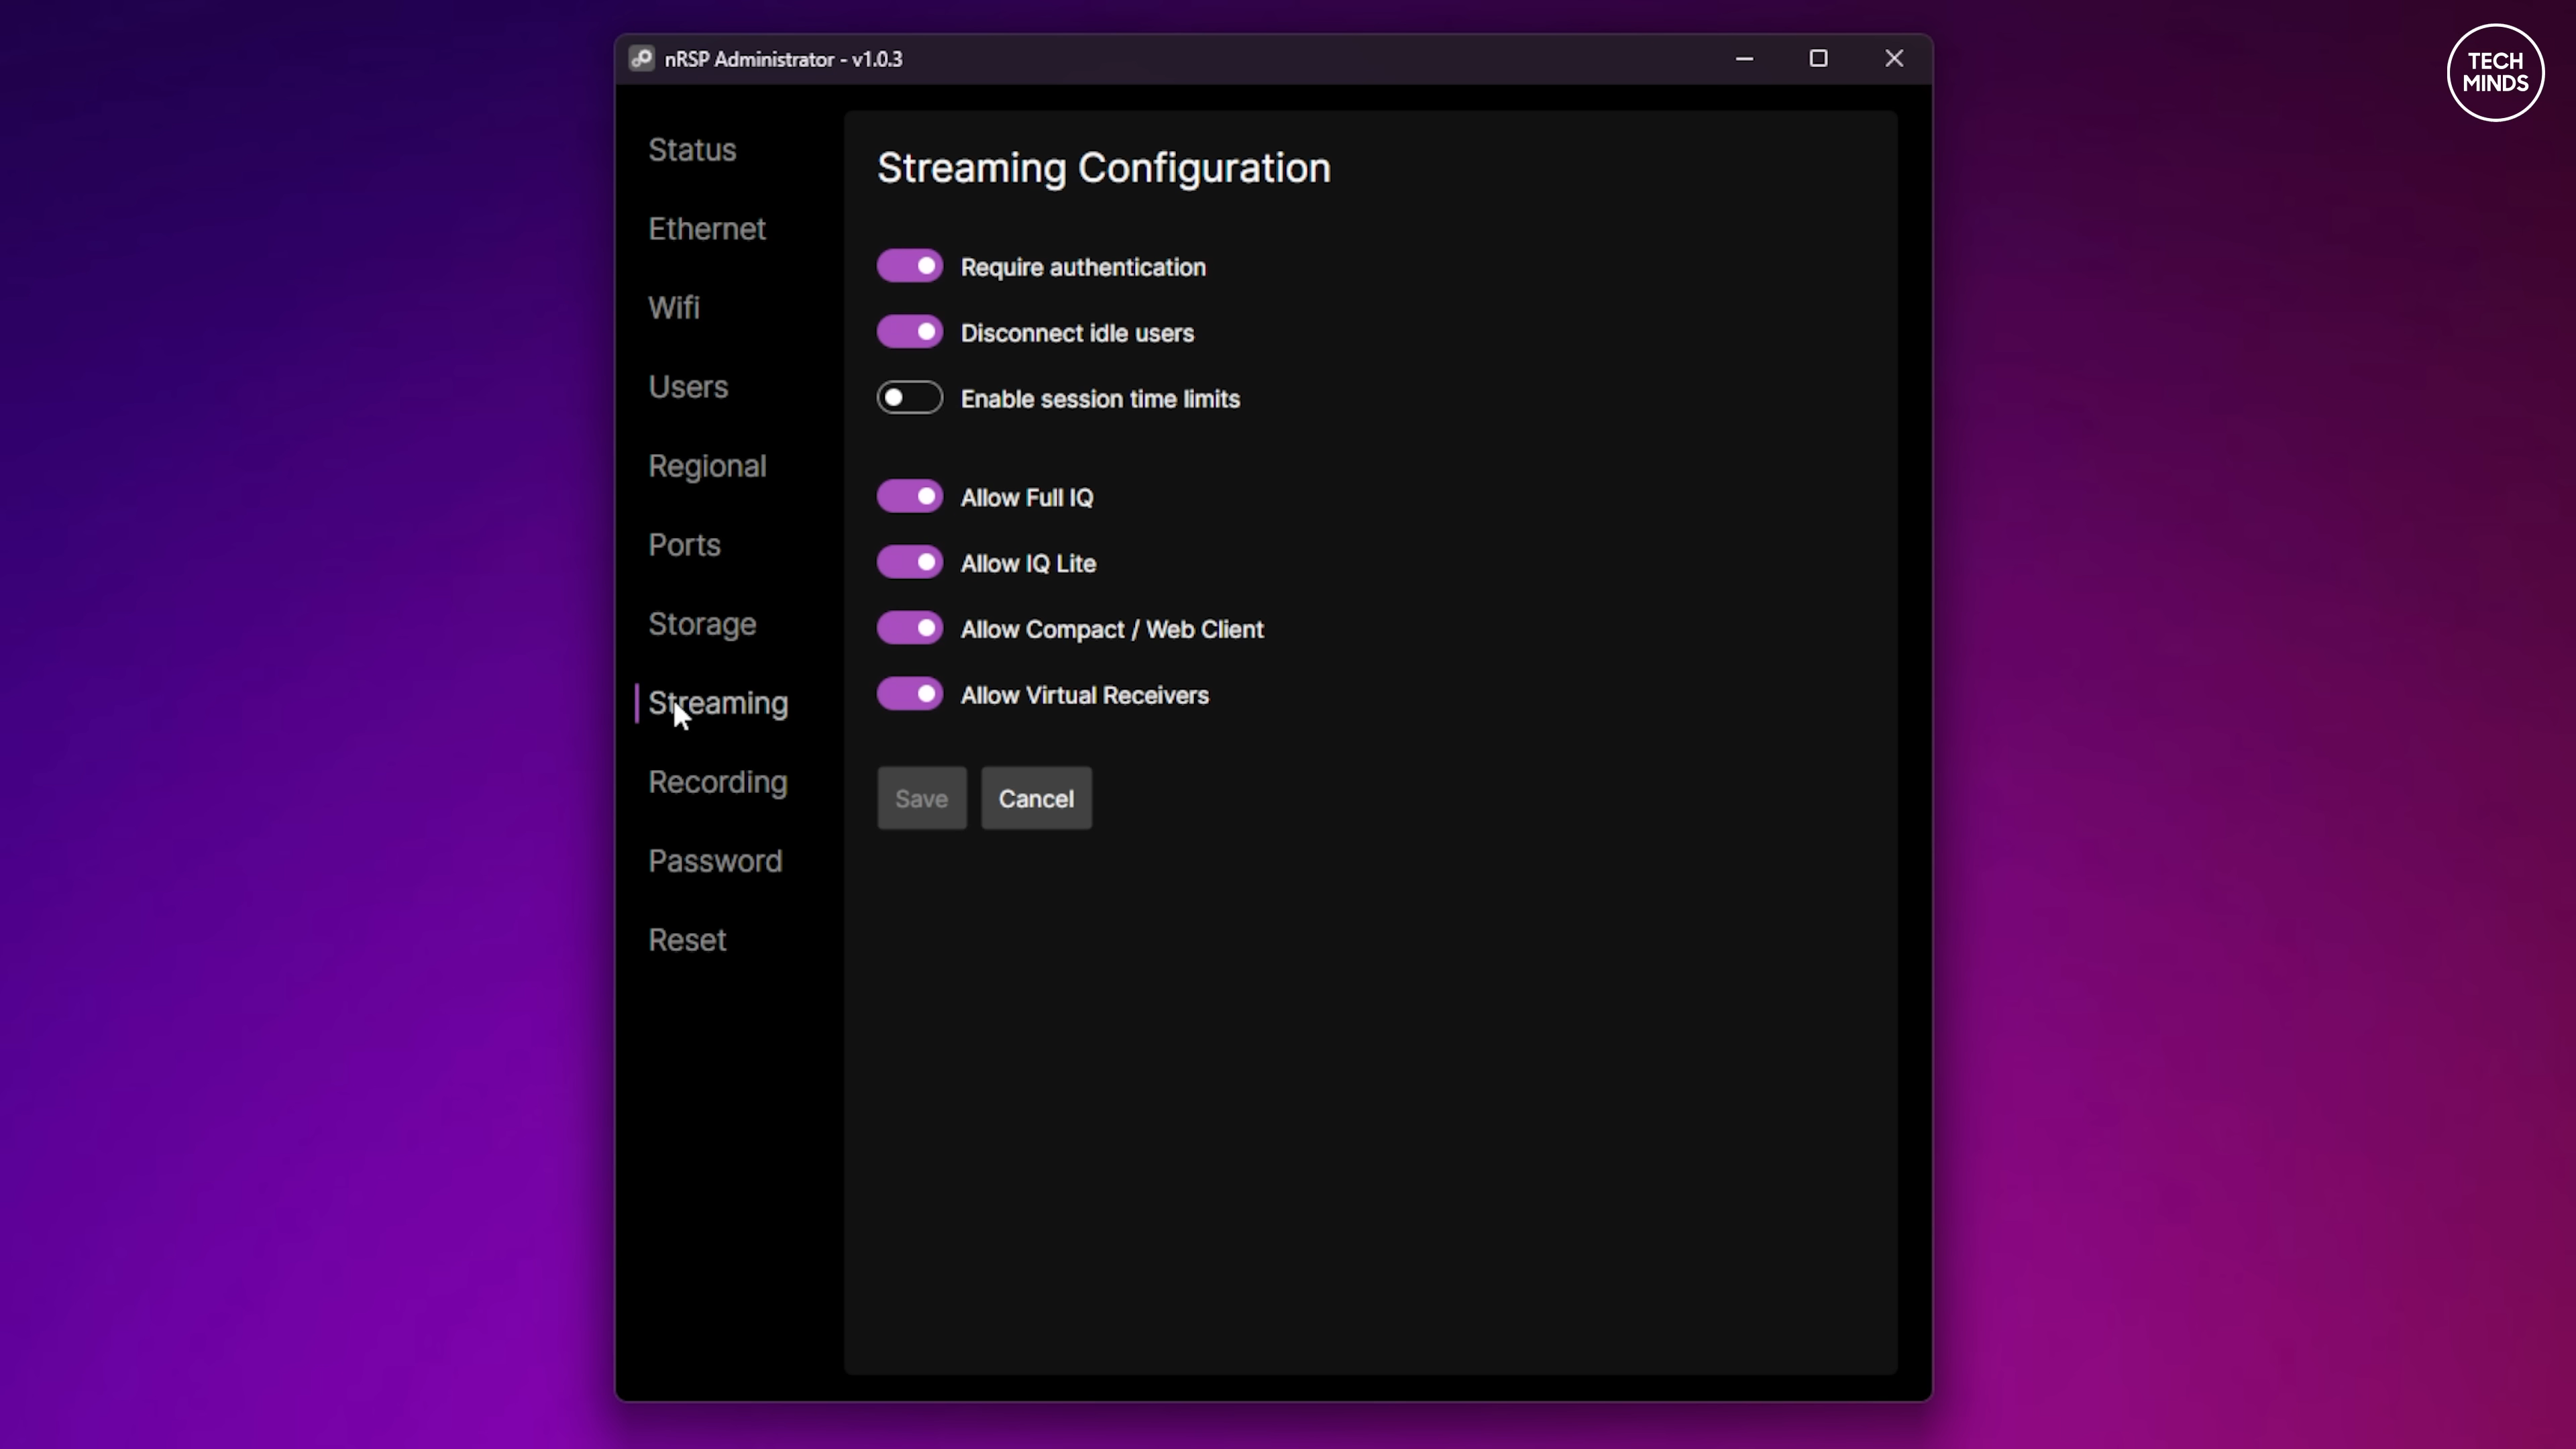 nRSP Administrator - v1.0.3
TECH
MINDS
Status
Ethernet
Wifi
Users
Regional
Ports
Storage
Streaming
Recording
Password
Reset
Streaming Configuration
Require authentication
Disconnect idle users
Enable session time limits
Allow Full IQ
Allow IQ Lite
Allow Compact / Web Client
Allow Virtual Receivers
Save
Cancel